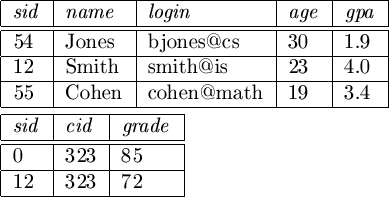 sid name login age gpa
54 Jones bjones@cs 30 1.9
12 Smith smith@is 23 4.0
55 Cohen cohen@math 19 3.4
sid cid grade
0 323 85
12 323 72